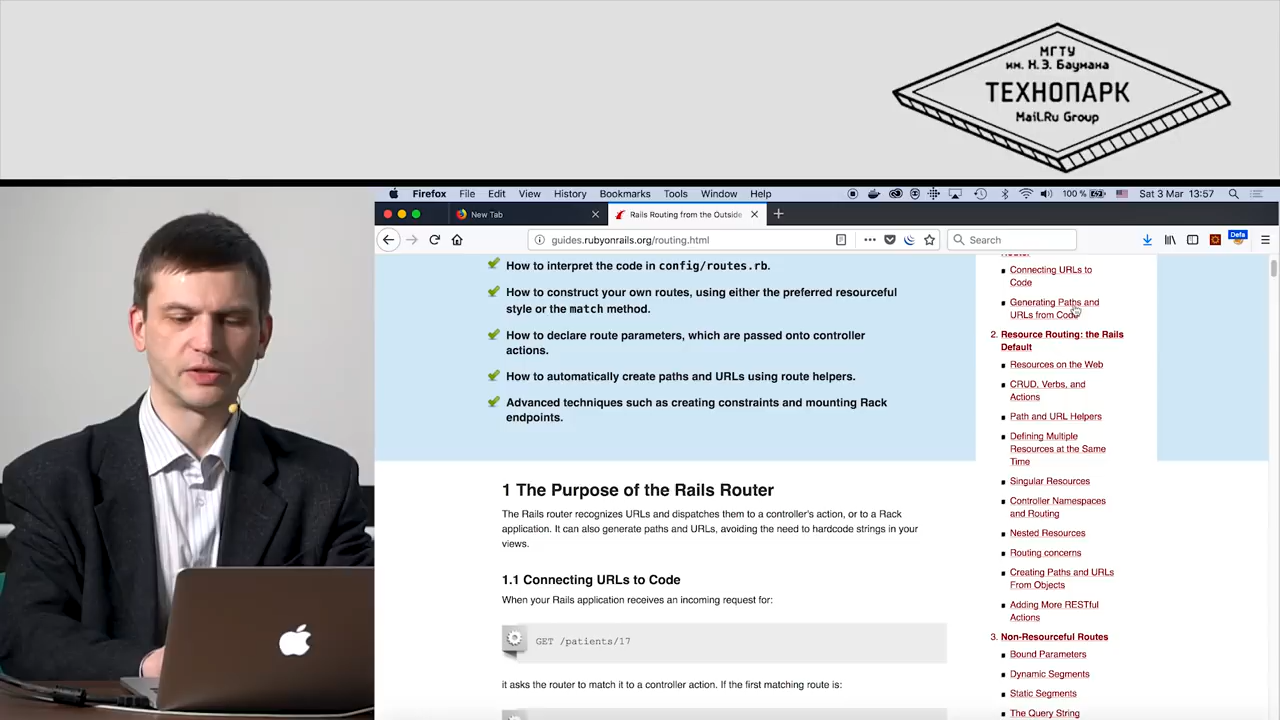 МГТУ
им. Н.Э. Баумана
ТЕХНОПАРК
Mail.Ru Group
Firefox File Edit View History Bookmarks Tools Window Help
100 % Sat 3 Mar 13:57
New Tab
Rails Routing from the Outside
guides.rubyonrails.org/routing.html
Search
Defa
How to interpret the code in config/routes.rb.
How to construct your own routes, using either the preferred resourceful
style or the match method.
How to declare route parameters, which are passed onto controller
actions.
How to automatically create paths and URLs using route helpers.
Advanced techniques such as creating constraints and mounting Rack
endpoints.
1 The Purpose of the Rails Router
The Rails router recognizes URLs and dispatches them to a controller's action, or to a Rack
application. It can also generate paths and URLs, avoiding the need to hardcode strings in your
views.
1.1 Connecting URLs to Code
When your Rails application receives an incoming request for:
GET /patients/17
it asks the router to match it to a controller action. If the first matching route is:
Router
Connecting URLs to
Code
Generating Paths and
URLs from Code
2. Resource Routing: the Rails
Default
Resources on the Web
CRUD, Verbs, and
Actions
Path and URL Helpers
Defining Multiple
Resources at the Same
Time
Singular Resources
Controller Namespaces
and Routing
Nested Resources
Routing concerns
Creating Paths and URLs
From Objects
Adding More RESTful
Actions
3. Non-Resourceful Routes
Bound Parameters
Dynamic Segments
Static Segments
The Query String